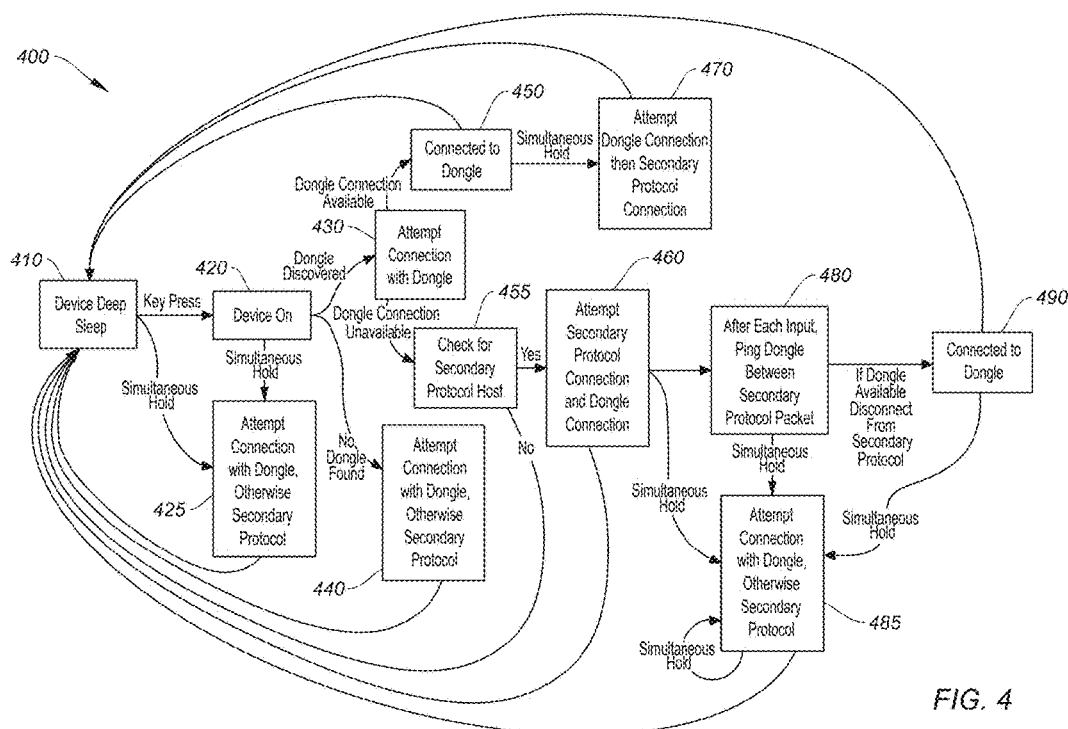 400
450
470
Connected to
Dongle
Simultaneous
Hold
Attempt
Dongle Connection
then Secondary
Protocol
Connection
Dongle Connection
Available
430
Attempt
Connection
with Dongle
Dongle
Discovered
410
Device Deep
Sleep
Key Press
420
Device On
Simultaneous
Hold
Simultaneous
Hold
Dongle Connection
Unavailable
455
Check for
Secondary
Protocol Host
Yes
No
460
Attempt
Secondary
Protocol
Connection
and Dongle
Connection
480
After Each Input,
Ping Dongle
Between
Secondary
Protocol Packet
If Dongle
Available
Disconnect
From
Secondary
Protocol
490
Connected to
Dongle
Attempt
Connection
with Dongle,
Otherwise
Secondary
Protocol
425
No
Dongle
Found
Attempt
Connection
with Dongle,
Otherwise
Secondary
Protocol
440
Simultaneous
Hold
Simultaneous
Hold
Simultaneous
Hold
Attempt
Connection
with Dongle,
Otherwise
Secondary
Protocol
485
Simultaneous
Hold
FIG. 4